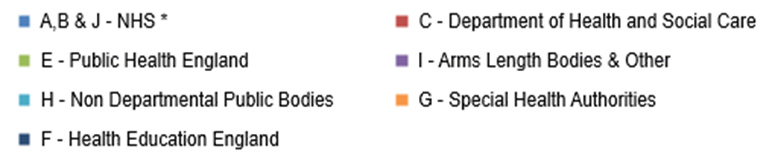 A,B & J - NHS *
C - Department of Health and Social Care
E - Public Health England
I - Arms Length Bodies & Other
H - Non Departmental Public Bodies
G - Special Health Authorities
F - Health Education England